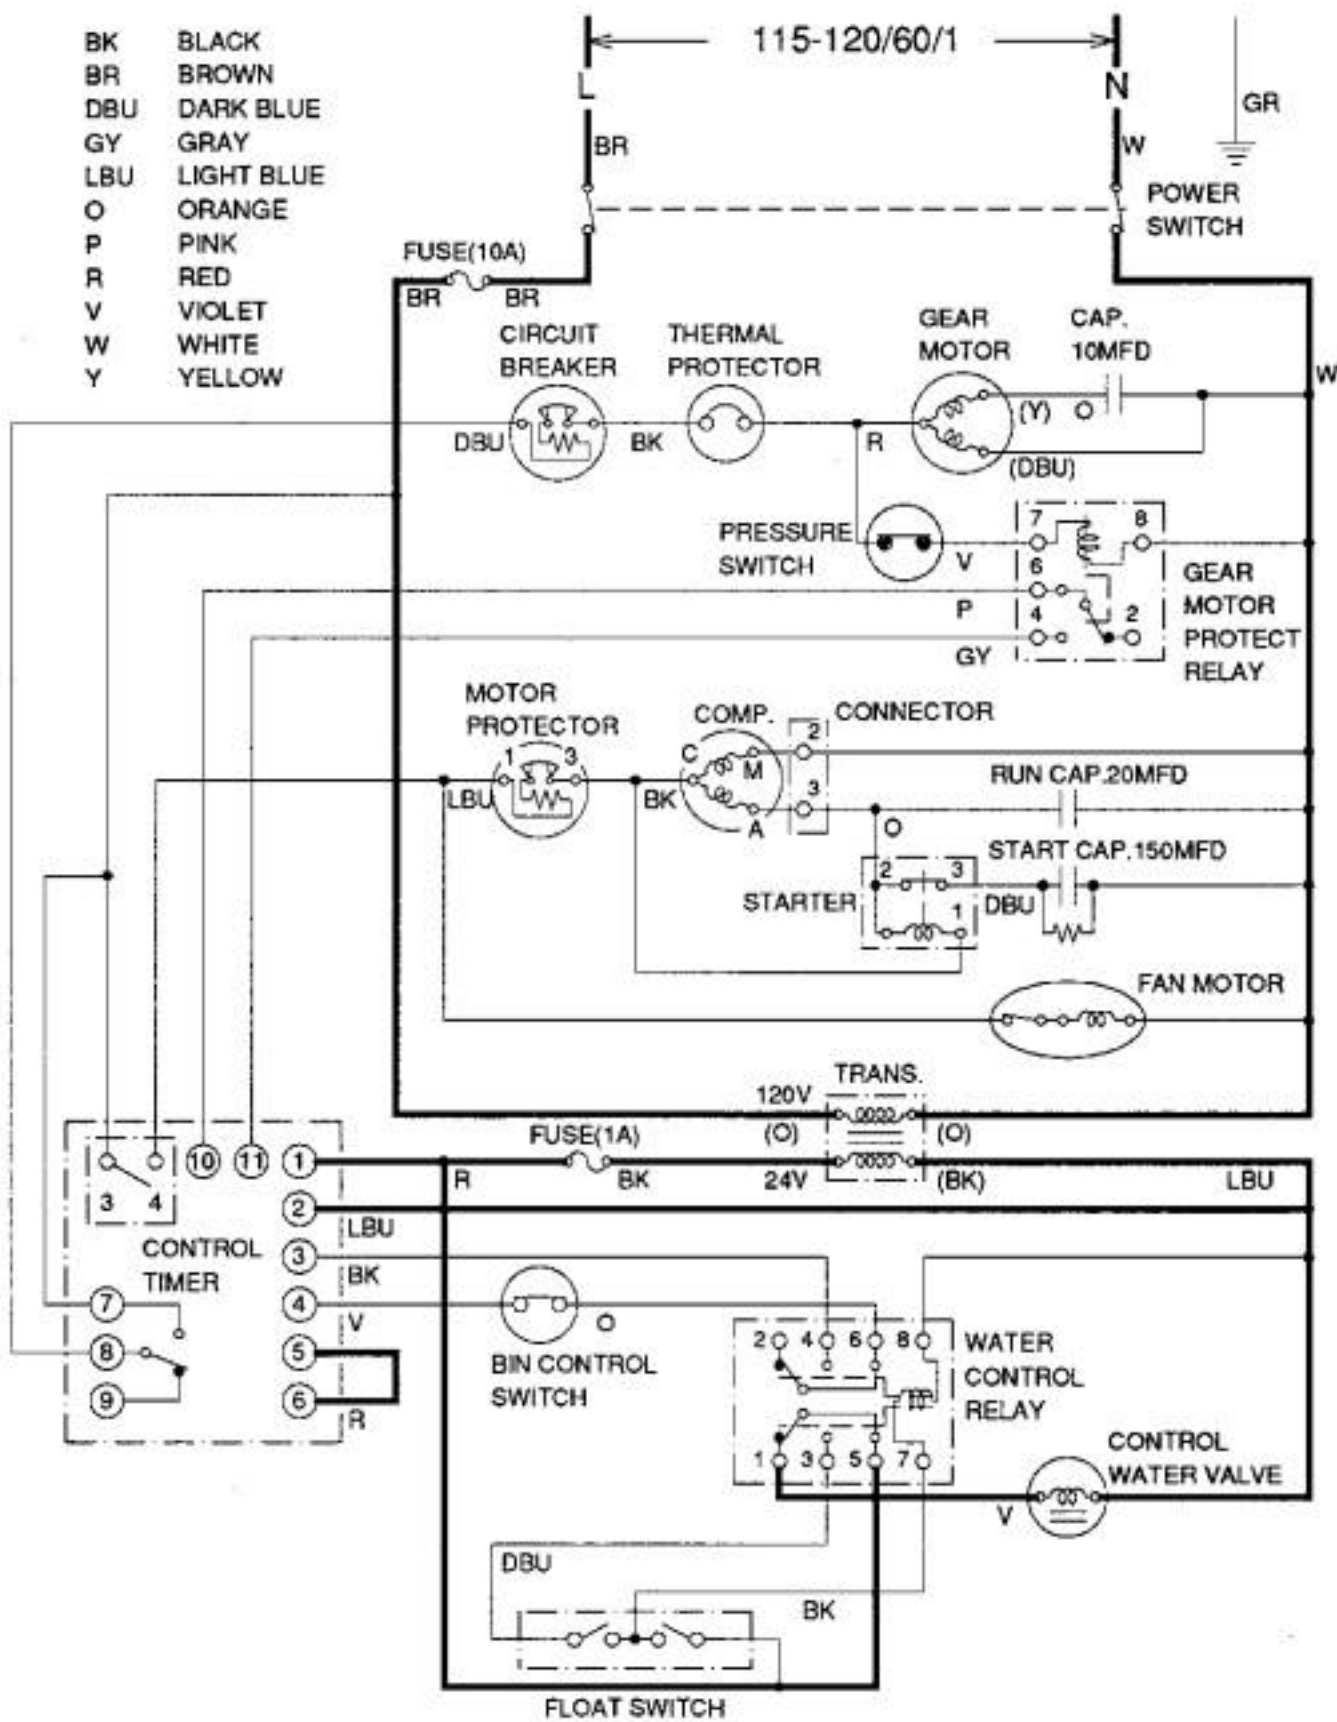 115-120/60/1
BK BLACK
BR BROWN
DBU DARK BLUE
GY GRAY
LBU LIGHT BLUE
O ORANGE
P PINK
R RED
V VIOLET
W WHITE
Y YELLOW
L
N
GR
BR
W
POWER
SWITCH
FUSE(10A)
BR
BR
CIRCUIT
BREAKER
THERMAL
PROTECTOR
GEAR
MOTOR
CAP.
10MFD
W
DBU
BK
R
(Y)
O
(DBU)
PRESSURE
SWITCH
V
7
8
6
P
4
2
GY
GEAR
MOTOR
PROTECT
RELAY
MOTOR
PROTECTOR
1
3
COMP.
C
M
A
CONNECTOR
2
3
LBU
BK
RUN CAP.20MFD
O
START CAP.150MFD
2
3
STARTER
1
DBU
FAN MOTOR
TRANS.
120V
(O)
(O)
FUSE(1A)
R
BK
24V
(BK)
LBU
3
4
10
11
1
2
LBU
CONTROL
TIMER
3
BK
7
4
V
8
5
9
6
R
BIN CONTROL
SWITCH
O
2
4
6
8
WATER
CONTROL
RELAY
1
3
5
7
CONTROL
WATER VALVE
V
DBU
BK
FLOAT SWITCH